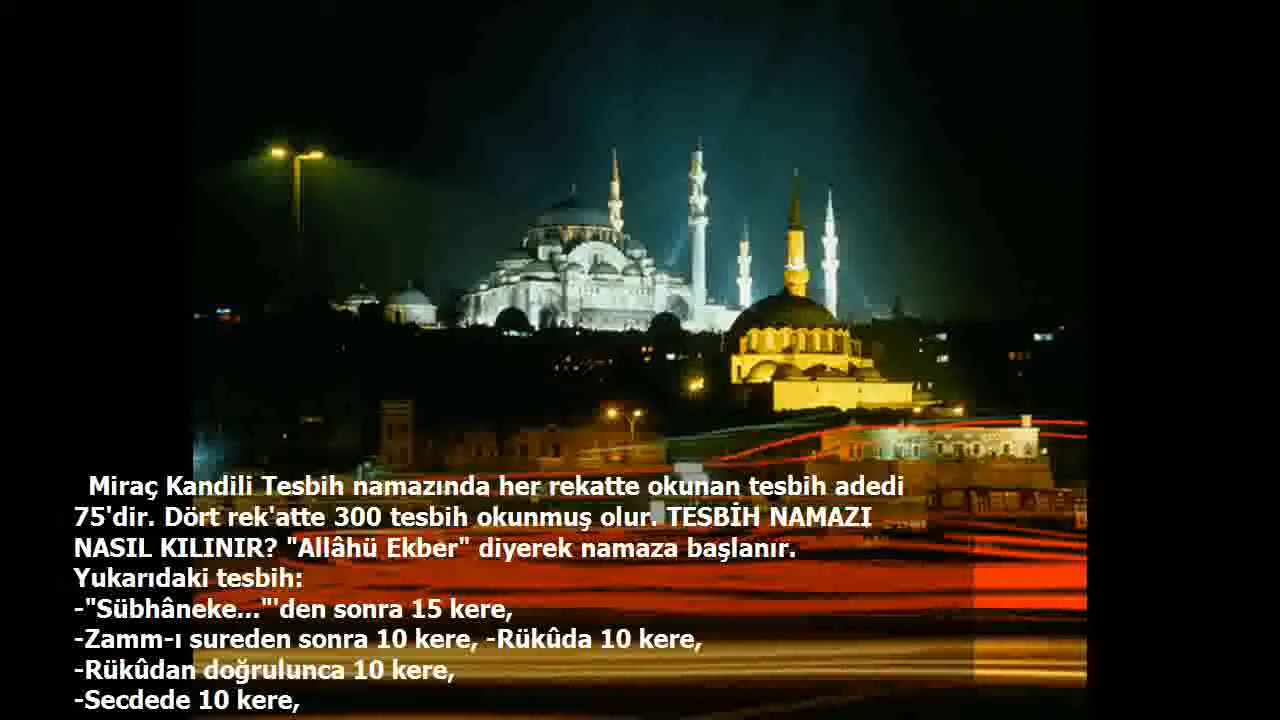 Miraç Kandili Tesbih namazında her rekatte okunan tesbih adedi
75'dir. Dört rek'atte 300 tesbih okunmuş olur. TESBİH NAMAZI
NASIL KILINIR? "Allâhü Ekber" diyerek namaza başlanır.
Yukarıdaki tesbih:
-"Sübhâneke..."'den sonra 15 kere,
-Zamm-ı sureden sonra 10 kere, -Rükûda 10 kere,
-Rükûdan doğrulunca 10 kere,
-Secdede 10 kere,